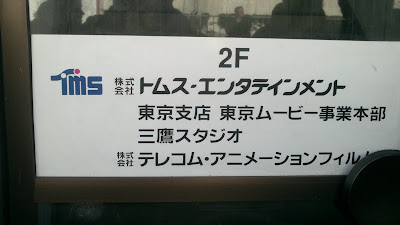 2F
tms 株式会社 トムス・エンタテインメント
東京支店 東京ムービー事業本部
三鷹スタジオ
株式会社 テレコム・アニメーションフィル